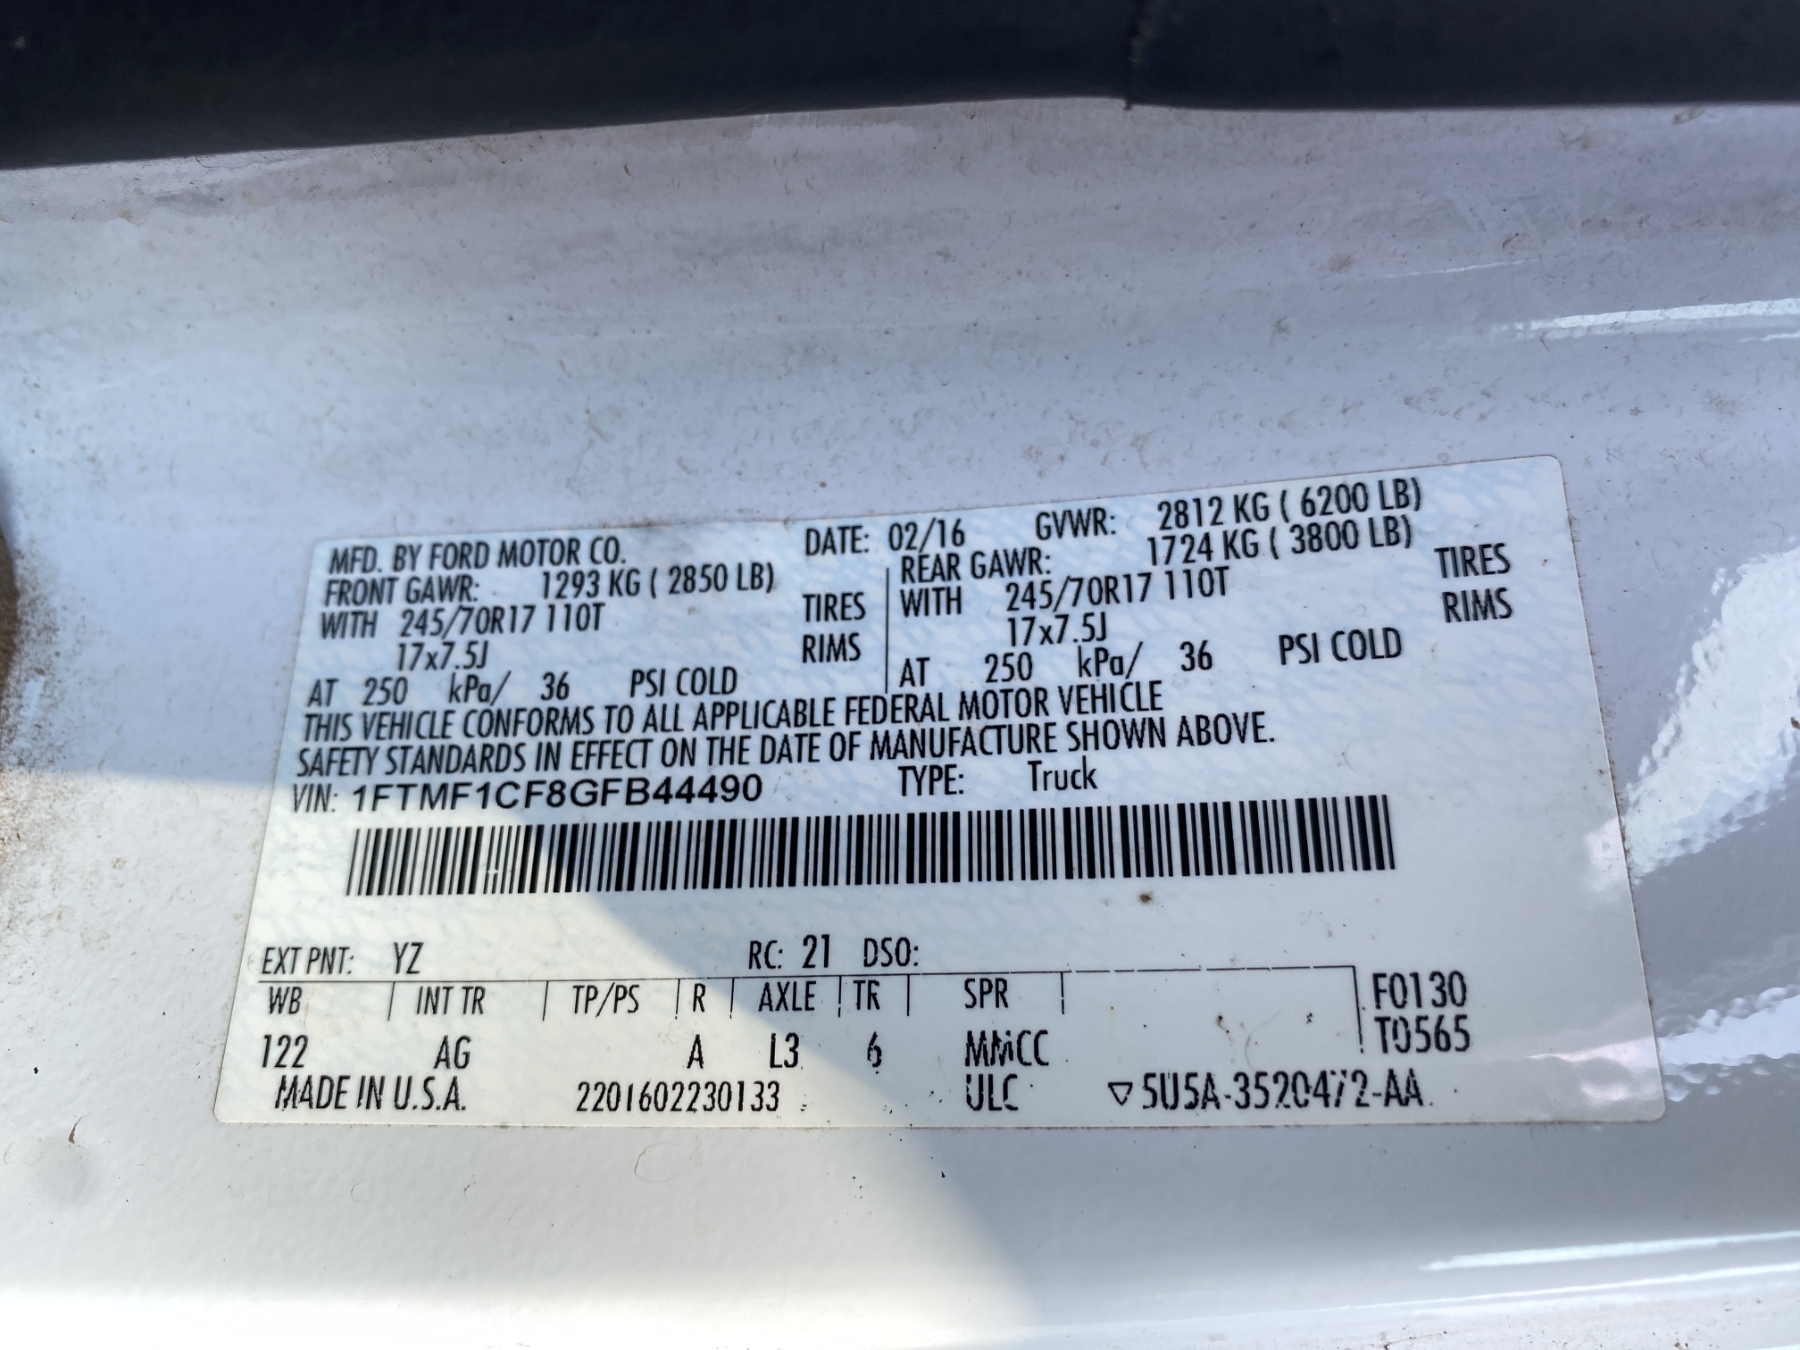 MFD. BY FORD MOTOR CO. DATE: 02/16 GVWR: 2812 KG ( 6200 LB)
FRONT GAWR: 1293 KG ( 2850 LB) REAR GAWR: 1724 KG ( 3800 LB)
WITH 245/70R17 110T TIRES WITH 245/70R17 110T TIRES
17x7.5J RIMS 17x7.5J RIMS
AT 250 kPa/ 36 PSI COLD AT 250 kPa/ 36 PSI COLD
THIS VEHICLE CONFORMS TO ALL APPLICABLE FEDERAL MOTOR VEHICLE
SAFETY STANDARDS IN EFFECT ON THE DATE OF MANUFACTURE SHOWN ABOVE.
VIN: 1FTMF1CF8GFB44490 TYPE: Truck
EXT PNT: YZ RC: 21 DSO:
WB INT TR TP/PS R AXLE TR SPR F0130
122 AG A L3 6 MMCC T0565
MADE IN U.S.A. 2201602230133 ULC ▽5U5A-3520472-AA